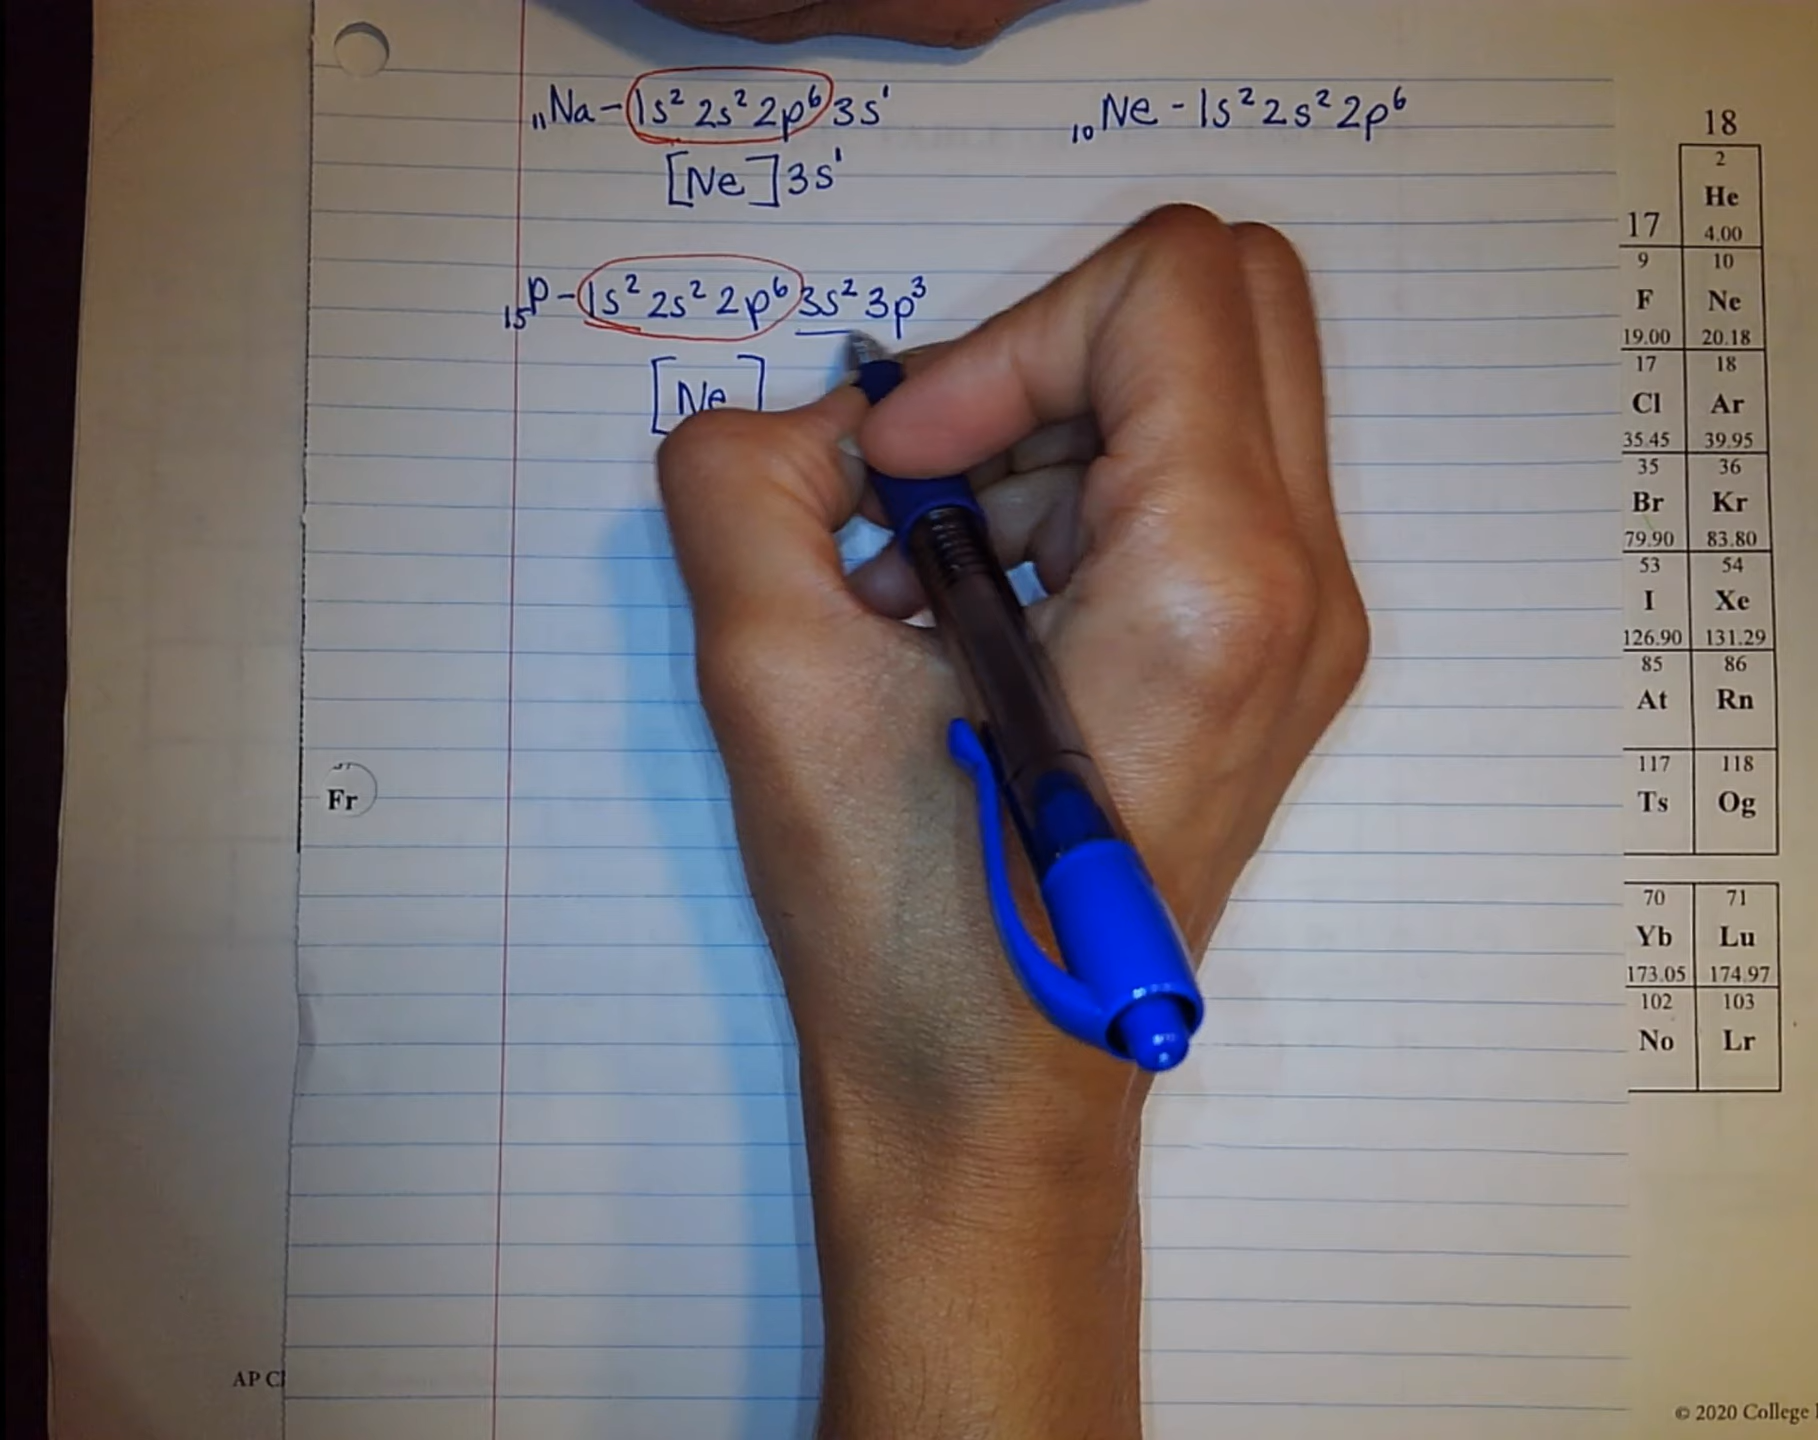 ₁₁Na - 1s² 2s² 2p⁶ 3s¹
[Ne] 3s¹
₁₀Ne - 1s² 2s² 2p⁶
₁₅P - 1s² 2s² 2p⁶ 3s² 3p³
[Ne]
Fr
AP C
18
2
He
4.00
17
9 10
F Ne
19.00 20.18
17 18
Cl Ar
35.45 39.95
35 36
Br Kr
79.90 83.80
53 54
I Xe
126.90 131.29
85 86
At Rn
117 118
Ts Og
70 71
Yb Lu
173.05 174.97
102 103
No Lr
© 2020 College